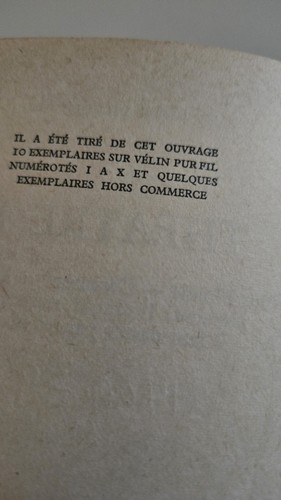 IL A ÉTÉ TIRÉ DE CET OUVRAGE
10 EXEMPLAIRES SUR VÉLIN PUR FIL
NUMÉROTÉS I A X ET QUELQUES
EXEMPLAIRES HORS COMMERCE